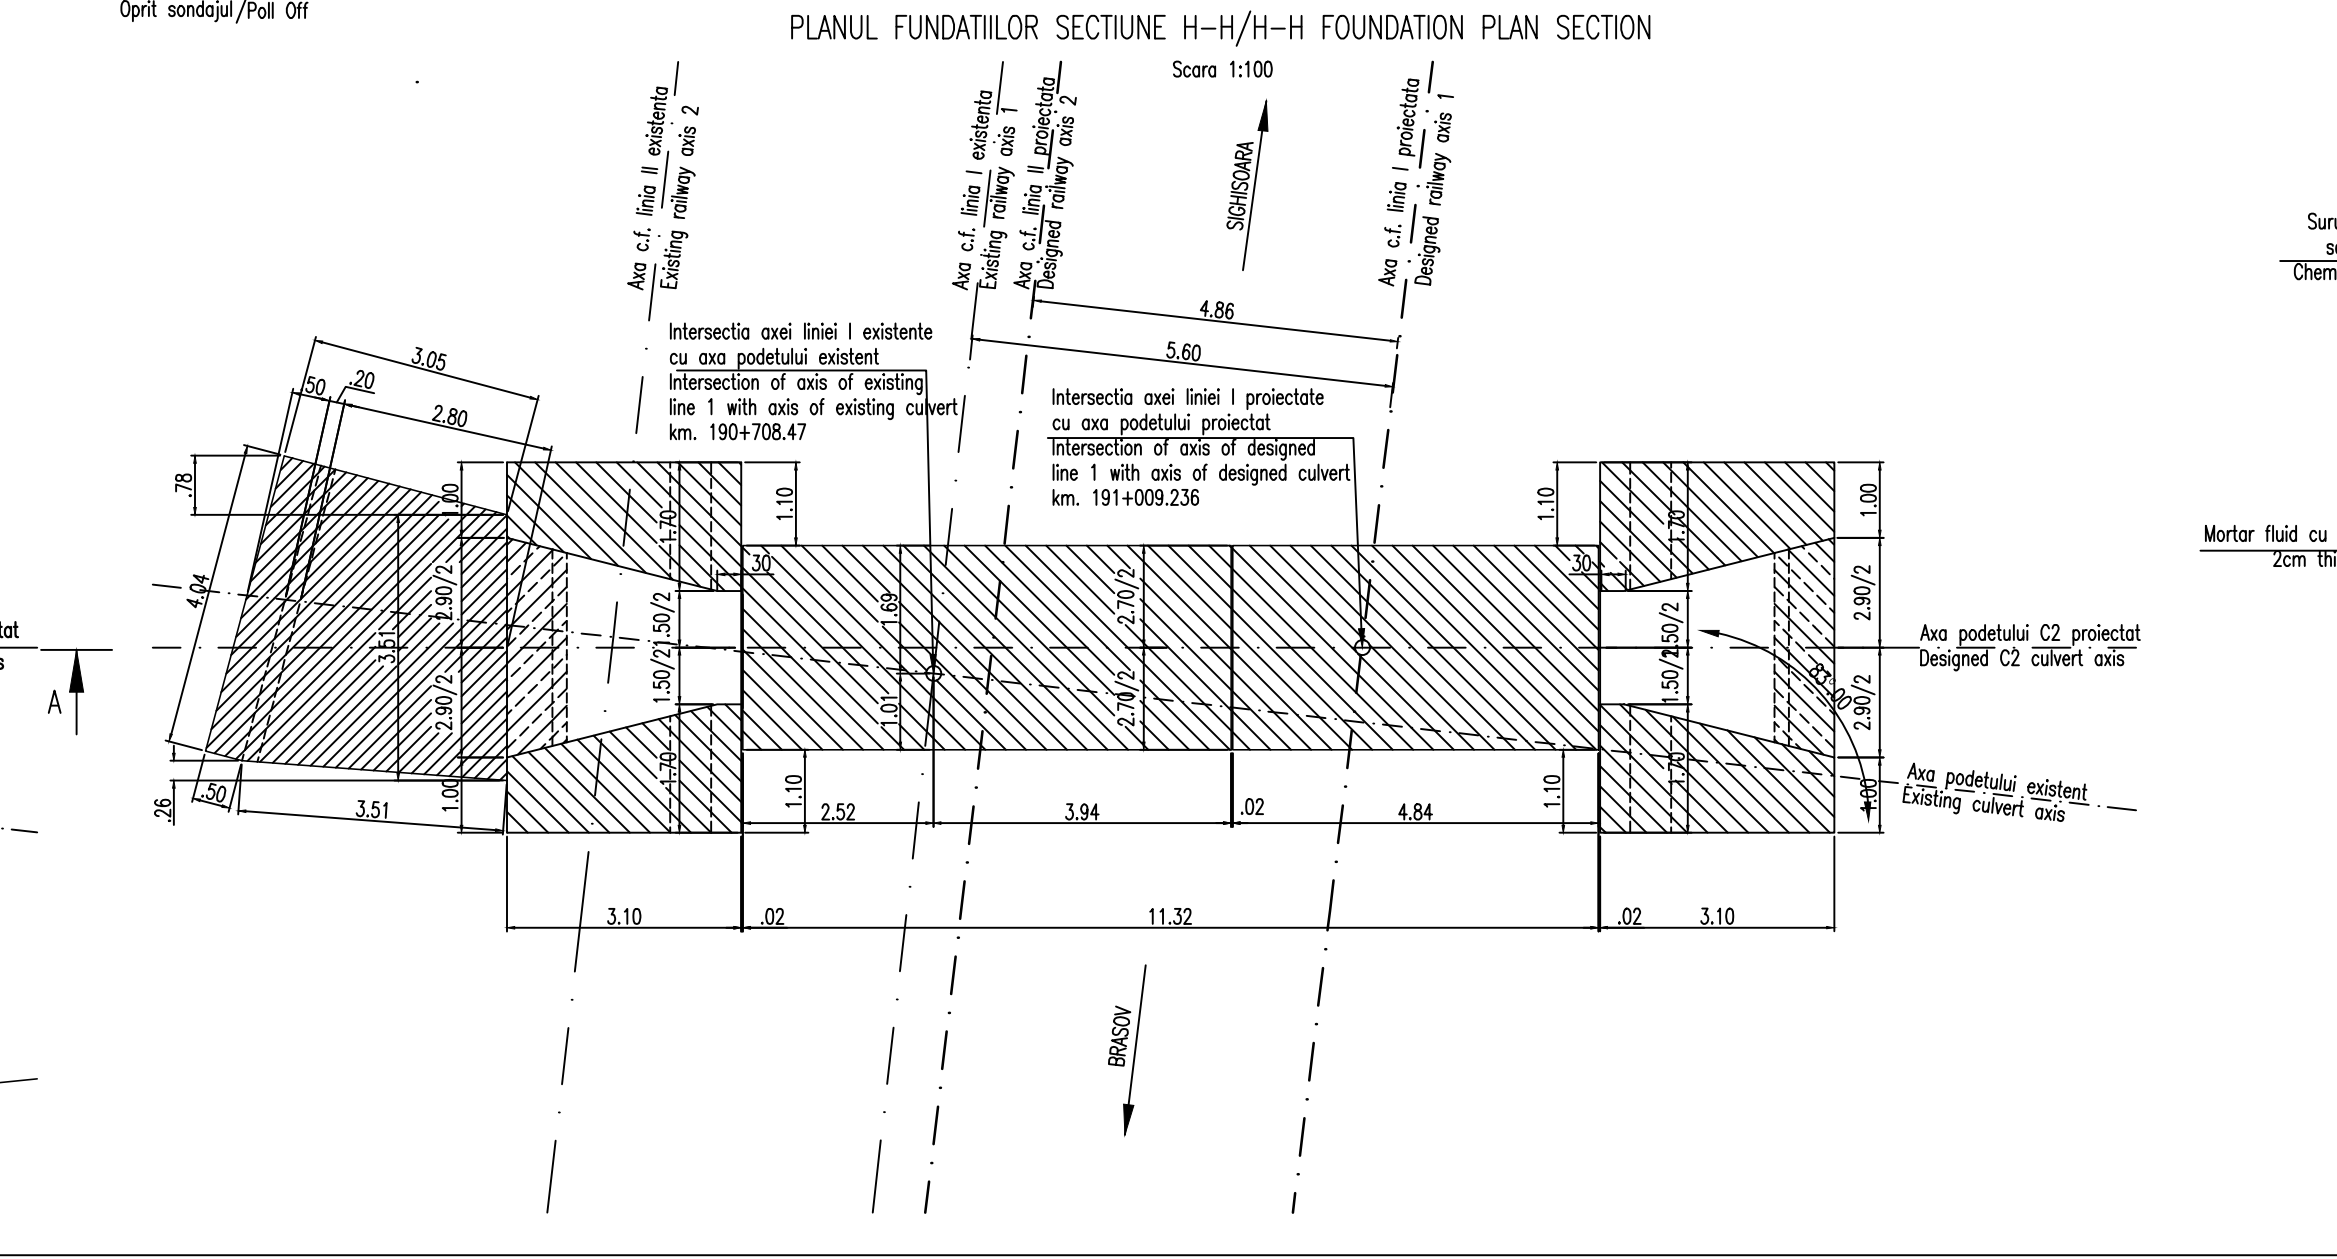 Oprit sondajul/Poll Off
PLANUL FUNDATIILOR SECTIUNE H-H/H-H FOUNDATION PLAN SECTION
Scara 1:100
Axa c.f. linia II existenta
Existing railway axis 2
Axa c.f. linia I existenta
Existing railway axis 1
Axa c.f. linia II proiectata
Designed railway axis 2
SIGHISOARA
Axa c.f. linia I proiectata
Designed railway axis 1
4.86
5.60
Intersectia axei liniei I existente
cu axa podetului existent
Intersection of axis of existing
line 1 with axis of existing culvert
km. 190+708.47
Intersectia axei liniei I proiectate
cu axa podetului proiectat
Intersection of axis of designed
line 1 with axis of designed culvert
km. 191+009.236
3.05
.50
.20
2.80
.78
4.04
3.51
.26
.50
3.51
1.00
2.90/2
2.90/2
1.00
1.70
1.50/2
1.50/2
1.70
1.10
30
1.69
1.01
2.70/2
2.70/2
1.10
2.52
3.94
.02
4.84
1.10
30
1.10
1.70
1.50/2
1.50/2
1.70
1.00
2.90/2
2.90/2
1.00
83°.00
Axa podetului C2 proiectat
Designed C2 culvert axis
Axa podetului existent
Existing culvert axis
3.10
.02
11.32
.02
3.10
BRASOV
A
tat
s
Suru
Chem
Mortar fluid cu
2cm thi